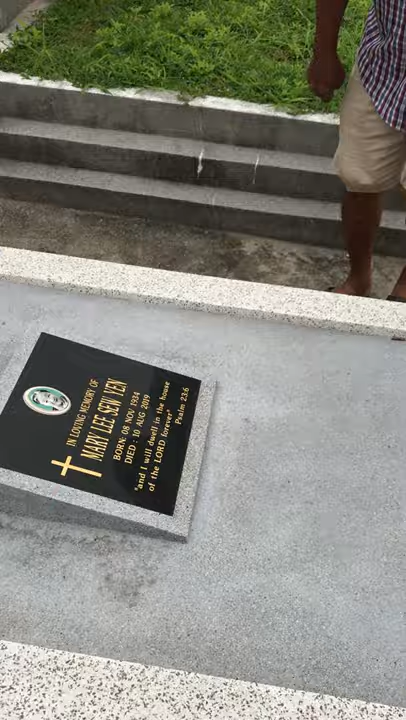 IN LOVING MEMORY OF
MARY LEE SEW YEN
BORN: 08 NOV 1934
DIED : 10 AUG 2019
"and I will dwell in the house
of the LORD forever"
Psalm 23:6